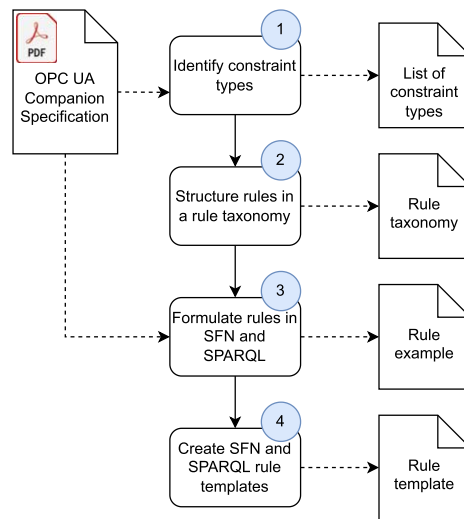 PDF
OPC UA
Companion
Specification
1
Identify constraint
types
List of
constraint
types
2
Structure rules in
a rule taxonomy
Rule
taxonomy
3
Formulate rules in
SFN and
SPARQL
Rule
example
4
Create SFN and
SPARQL rule
templates
Rule
template